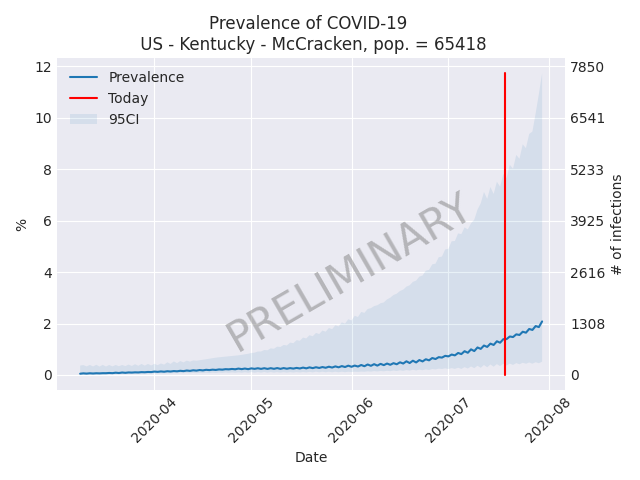 Prevalence of COVID-19
US - Kentucky - McCracken, pop. = 65418
Prevalence
Today
95CI
PRELIMINARY
%
12
10
8
6
4
2
0
7850
6541
5233
3925
2616
1308
0
# of infections
2020-04
2020-05
2020-06
2020-07
2020-08
Date